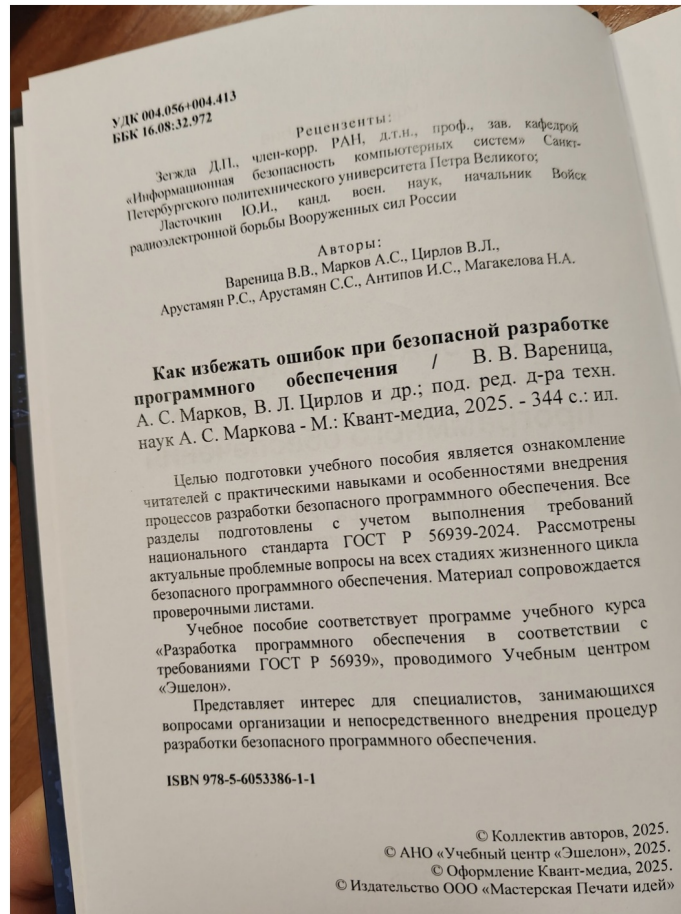 УДК 004.056+004.413
ББК 16.08:32.972
Рецензенты:
Зегжда Д.П., член-корр. РАН, д.т.н., проф., зав. кафедрой
«Информационная безопасность компьютерных систем» Санкт-
Петербургского политехнического университета Петра Великого;
Ласточкин Ю.И., канд. воен. наук, начальник Войск
радиоэлектронной борьбы Вооруженных сил России
Авторы:
Вареница В.В., Марков А.С., Цирлов В.Л.,
Арустамян Р.С., Арустамян С.С., Антипов И.С., Магакелова Н.А.
Как избежать ошибок при безопасной разработке
программного обеспечения / В. В. Вареница,
А. С. Марков, В. Л. Цирлов и др.; под. ред. д-ра техн.
наук А. С. Маркова - М.: Квант-медиа, 2025. - 344 с.: ил.
Целью подготовки учебного пособия является ознакомление
читателей с практическими навыками и особенностями внедрения
процессов разработки безопасного программного обеспечения. Все
разделы подготовлены с учетом выполнения требований
национального стандарта ГОСТ Р 56939-2024. Рассмотрены
актуальные проблемные вопросы на всех стадиях жизненного цикла
безопасного программного обеспечения. Материал сопровождается
проверочными листами.
Учебное пособие соответствует программе учебного курса
«Разработка программного обеспечения в соответствии с
требованиями ГОСТ Р 56939», проводимого Учебным центром
«Эшелон».
Представляет интерес для специалистов, занимающихся
вопросами организации и непосредственного внедрения процедур
разработки безопасного программного обеспечения.
ISBN 978-5-6053386-1-1
© Коллектив авторов, 2025.
© АНО «Учебный центр «Эшелон», 2025.
© Оформление Квант-медиа, 2025.
© Издательство ООО «Мастерская Печати идей»